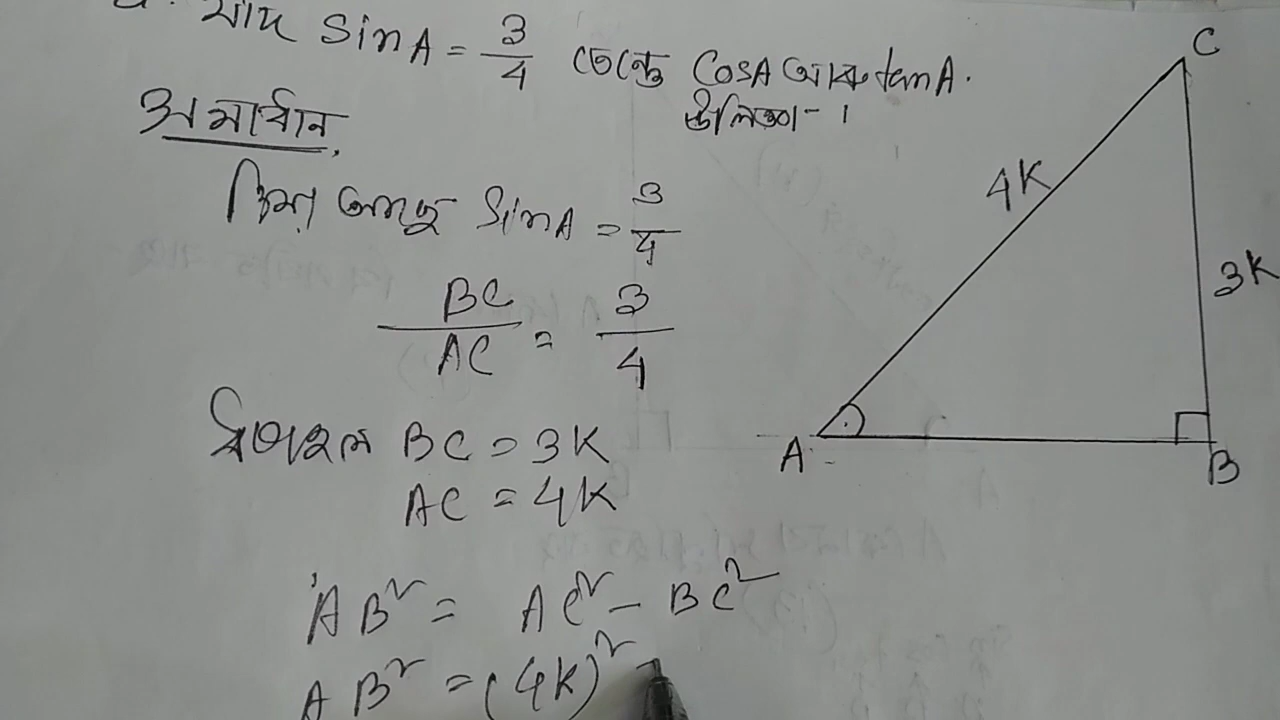 যদি SinA = 3/4 তেন্তে CosA আৰু tanA.
উলিওৱা- ।
সমাধান,
দিয়া আছে SinA = 3/4
BC/AC = 3/4
ধৰাহল BC = 3K
AC = 4K
AB² = AC² - BC²
AB² = (4K)² -
C
4K
3K
A
B